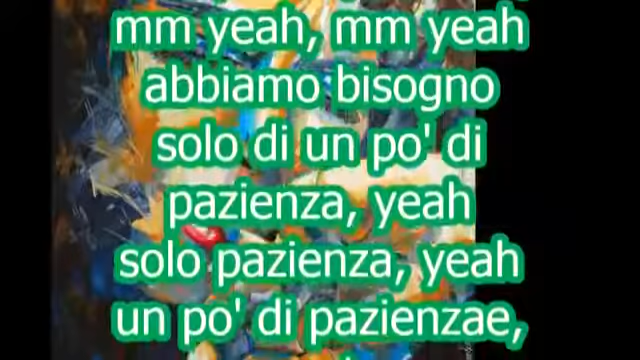 mm yeah, mm yeah
abbiamo bisogno
solo di un po' di
pazienza, yeah
solo pazienza, yeah
un po' di pazienzae,